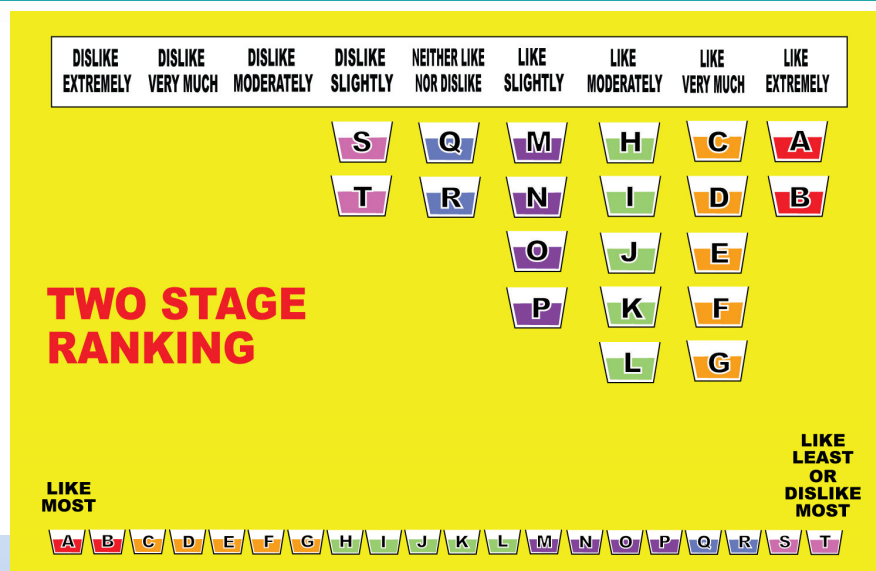 DISLIKE EXTREMELY
DISLIKE VERY MUCH
DISLIKE MODERATELY
DISLIKE SLIGHTLY
NEITHER LIKE NOR DISLIKE
LIKE SLIGHTLY
LIKE MODERATELY
LIKE VERY MUCH
LIKE EXTREMELY
S Q M H C A
T R N I D B
O J E
P K F
L G
TWO STAGE
RANKING
LIKE
MOST
LIKE
LEAST
OR
DISLIKE
MOST
A B C D E F G H I J K L M N O P Q R S T